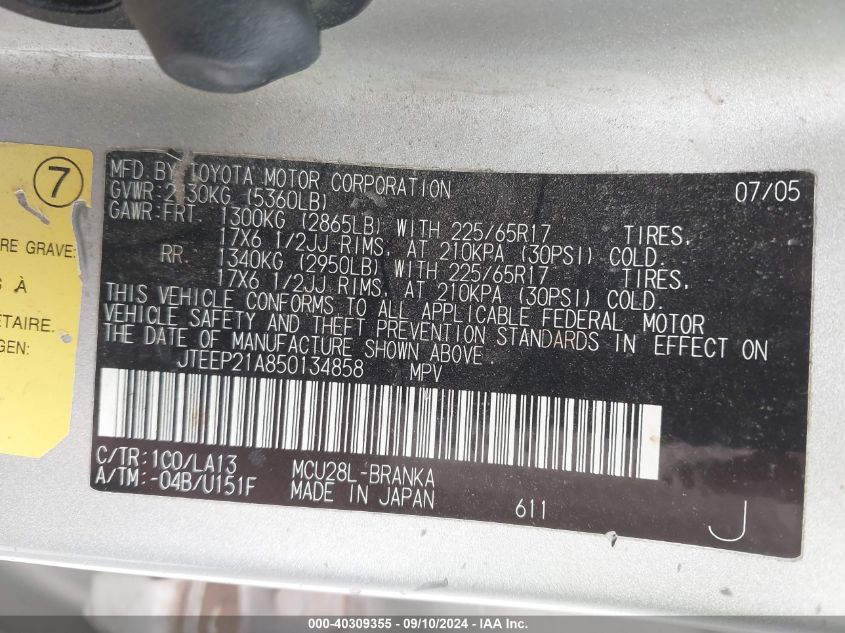 7
RE GRAVE:
À
ETAIRE.
GEN:
MFD BY TOYOTA MOTOR CORPORATION 07/05
GVWR: 2430KG (5360LB)
GAWR: FRT. 1300KG (2865LB) WITH 225/65R17 TIRES,
17X6 1/2JJ RIMS, AT 210KPA (30PSI) COLD.
RR. 1340KG (2950LB) WITH 225/65R17 TIRES,
17X6 1/2JJ RIMS, AT 210KPA (30PSI) COLD.
THIS VEHICLE CONFORMS TO ALL APPLICABLE FEDERAL MOTOR
VEHICLE SAFETY AND THEFT PREVENTION STANDARDS IN EFFECT ON
THE DATE OF MANUFACTURE SHOWN ABOVE.
JTEEP21A850134858 MPV
C/TR: 1C0/LA13 MCU28L-BRANKA
A/TM: -04B/U151F MADE IN JAPAN 611 J
000-40309355 - 09/10/2024 - IAAI.com